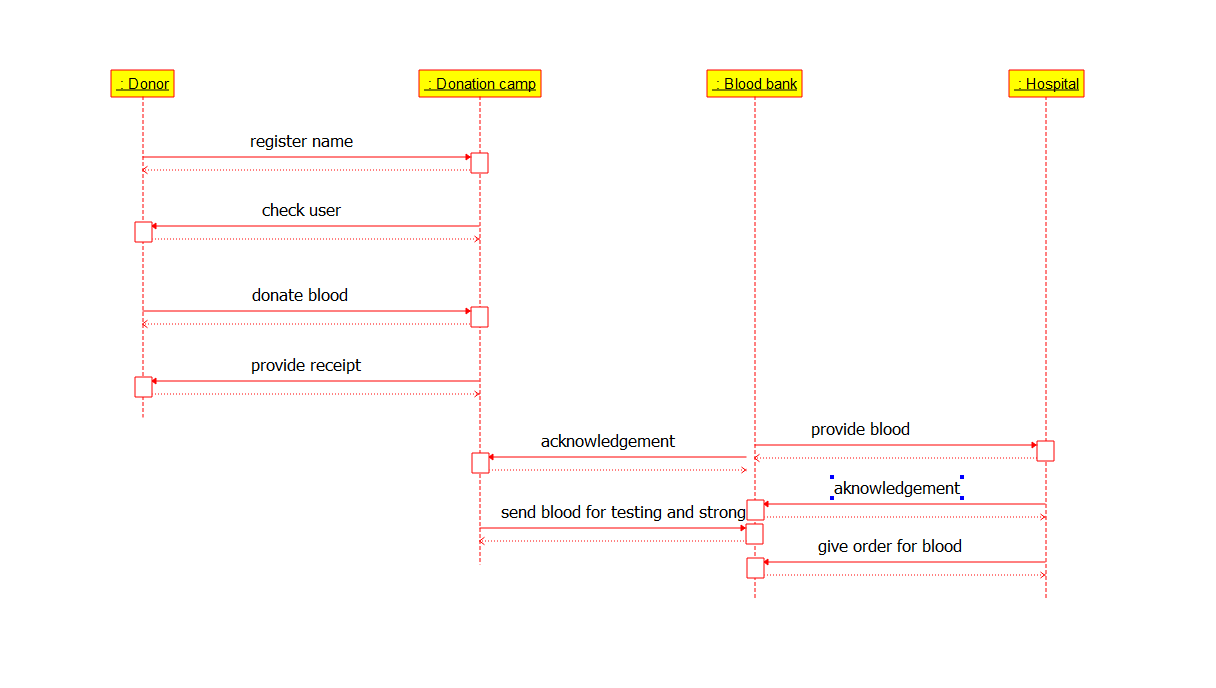 : Donor
: Donation camp
: Blood bank
: Hospital
register name
check user
donate blood
provide receipt
provide blood
acknowledgement
aknowledgement
send blood for testing and strong
give order for blood